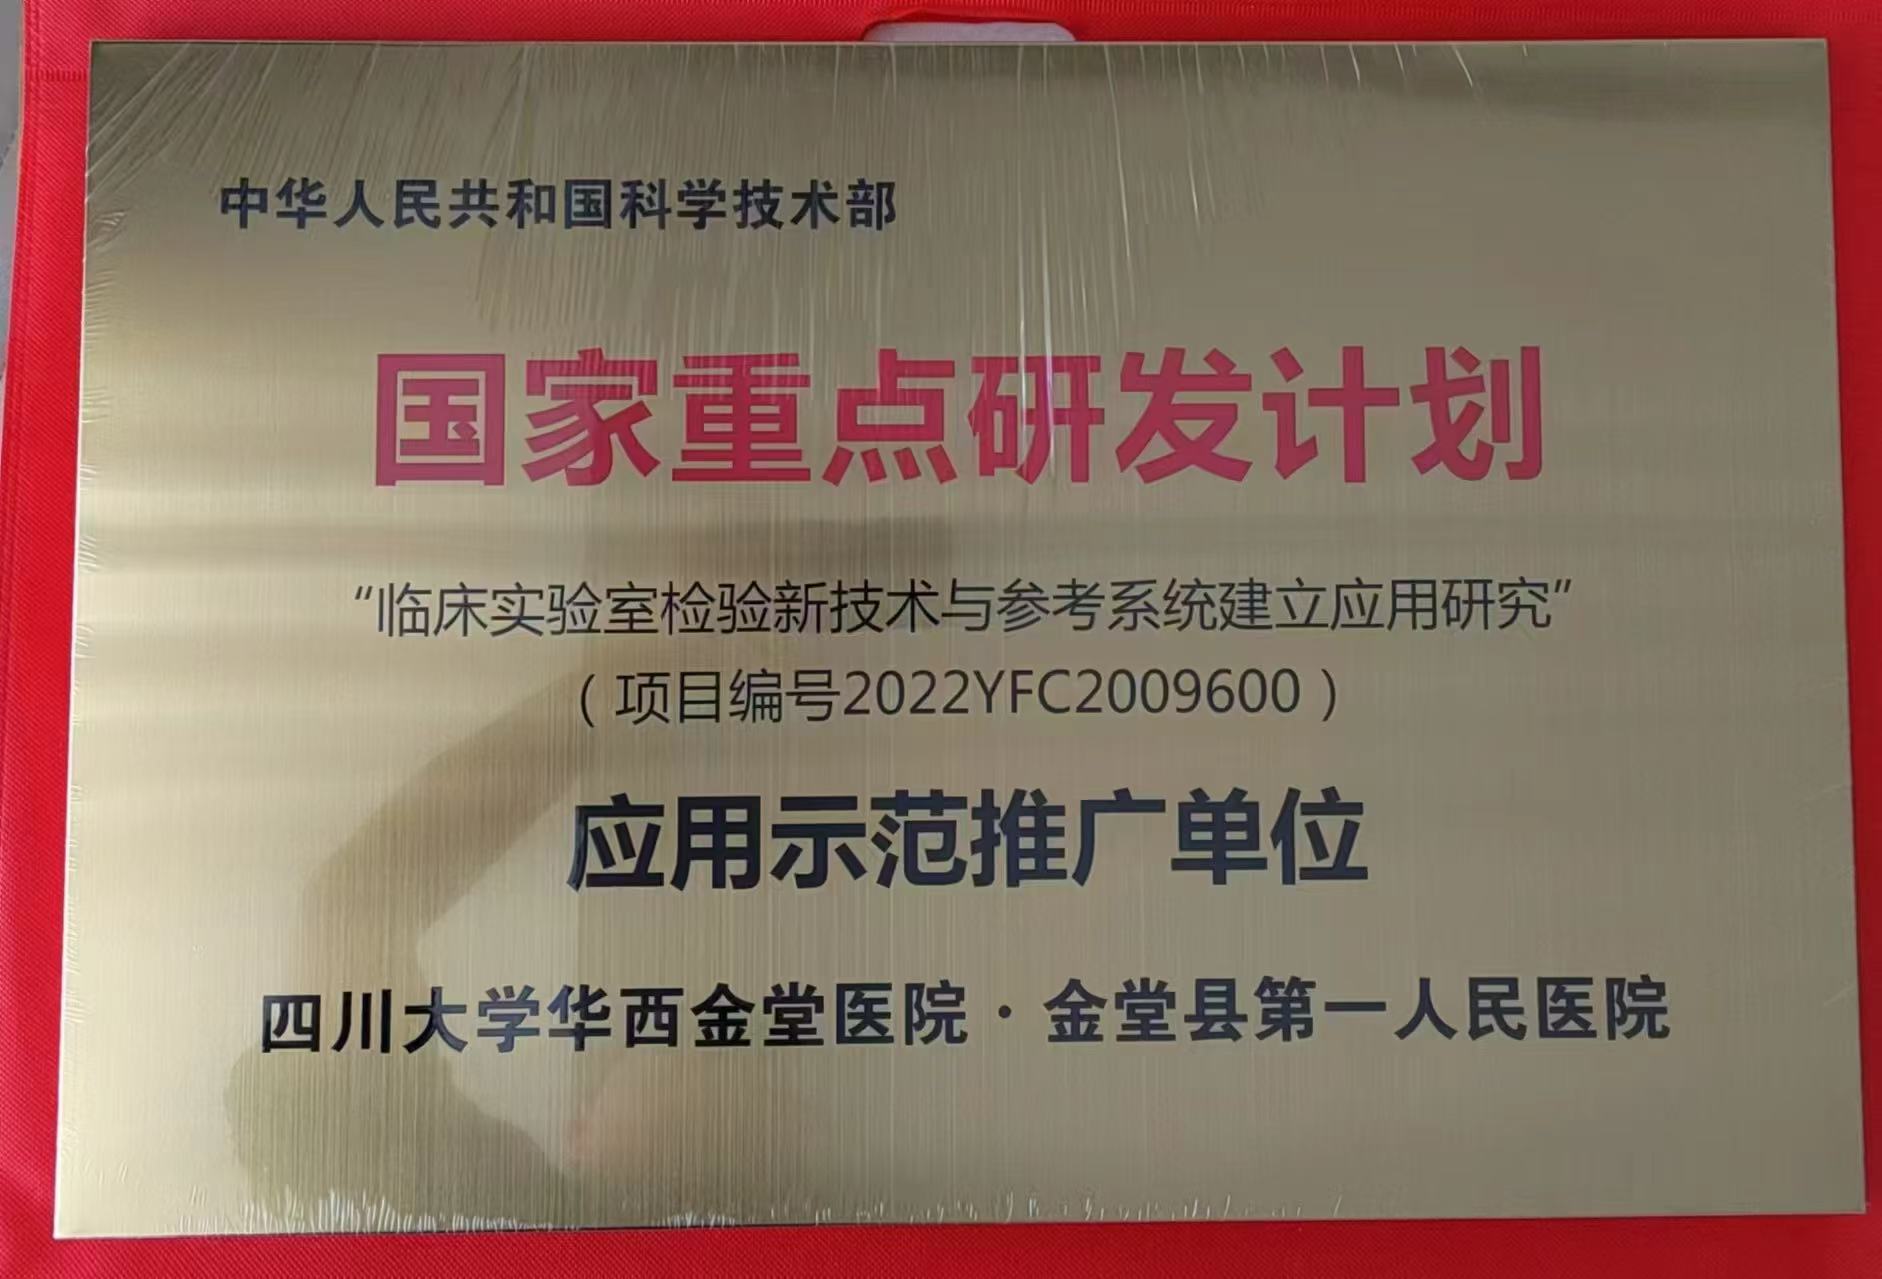 中华人民共和国科学技术部
国家重点研发计划
“临床实验室检验新技术与参考系统建立应用研究”
（项目编号2022YFC2009600）
应用示范推广单位
四川大学华西金堂医院·金堂县第一人民医院